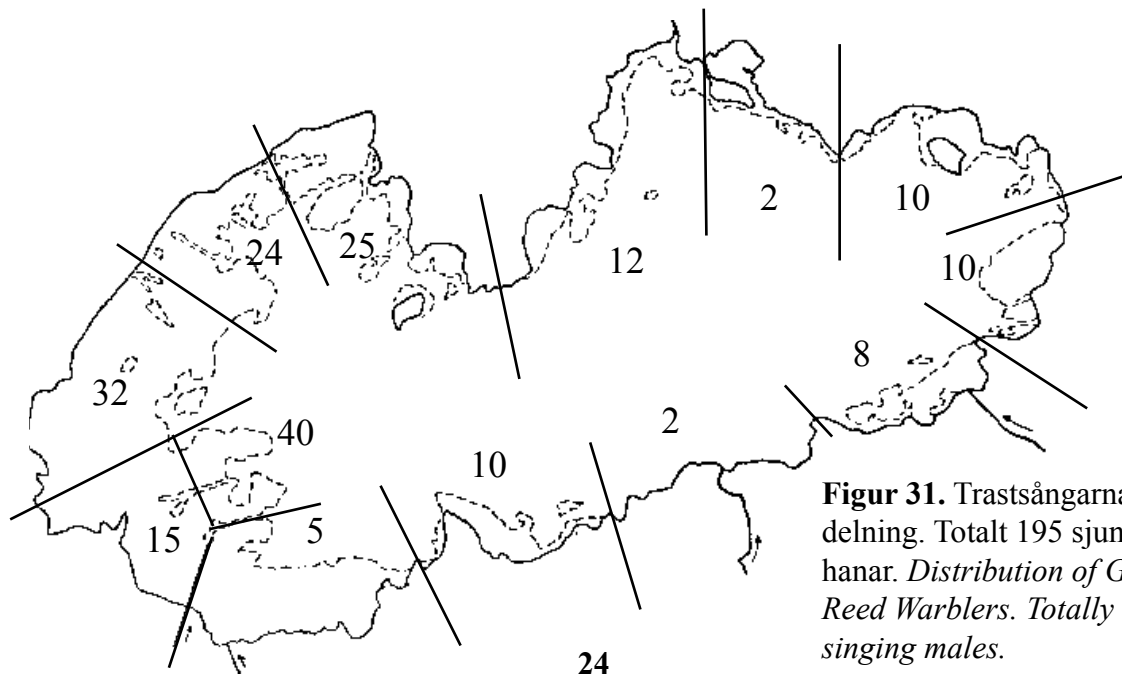 2
10
12
24
25
10
8
32
2
40
10
15
5
Figur 31. Trastsångarna
delning. Totalt 195 sjun
hanar. Distribution of G
Reed Warblers. Totally
singing males.
24